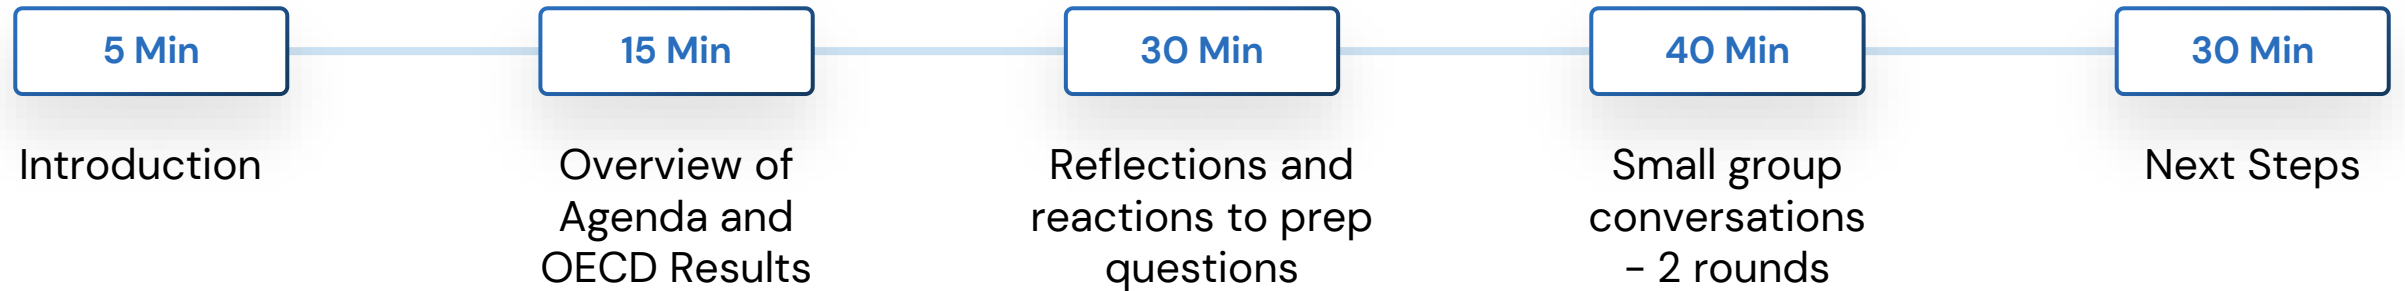 5 Min
Introduction
15 Min
Overview of
Agenda and
OECD Results
30 Min
Reflections and
reactions to prep
questions
40 Min
Small group
conversations
- 2 rounds
30 Min
Next Steps